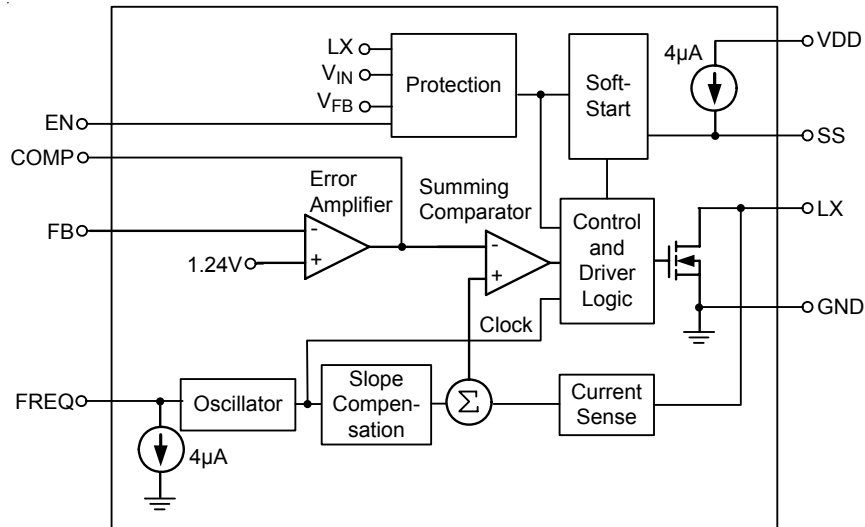 LX
VIN
VFB
Protection
Soft-
Start
4µA
VDD
EN
SS
COMP
Error
Amplifier
Summing
Comparator
LX
FB
-
+
1.24V
-
+
Control
and
Driver
Logic
GND
Clock
FREQ
Oscillator
Slope
Compen-
sation
Σ
Current
Sense
4µA